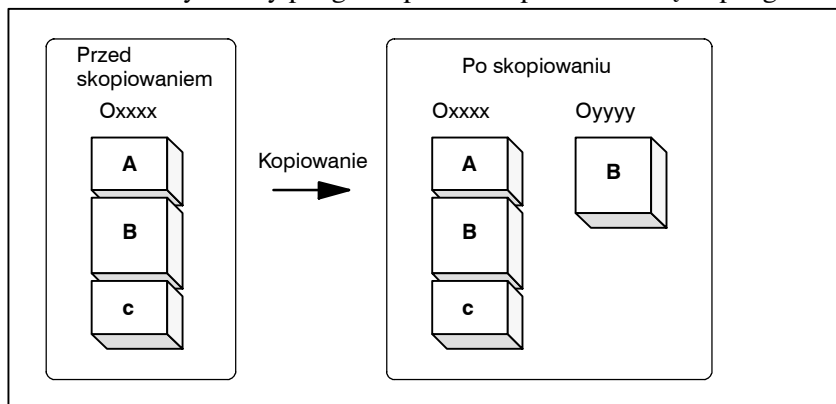 Przed
skopiowaniem
Oxxxx
A
B
c
Kopiowanie
Po skopiowaniu
Oxxxx
Oyyyy
A
B
c
B